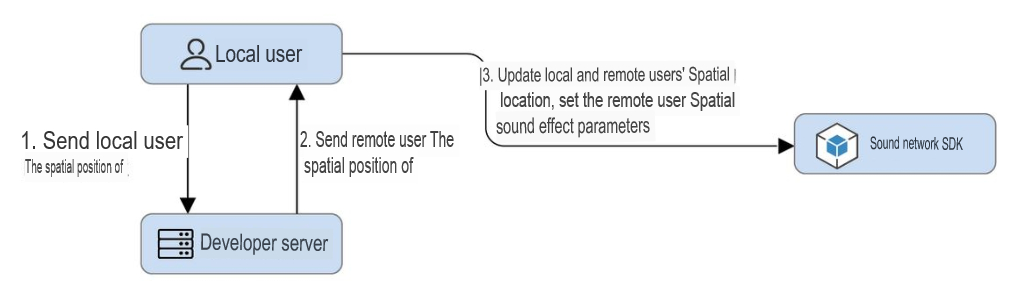 Local user
|3. Update local and remote users' Spatial
location, set the remote user Spatial
sound effect parameters
1. Send local user
The spatial position of
2. Send remote user The
spatial position of
Sound network SDK
Developer server